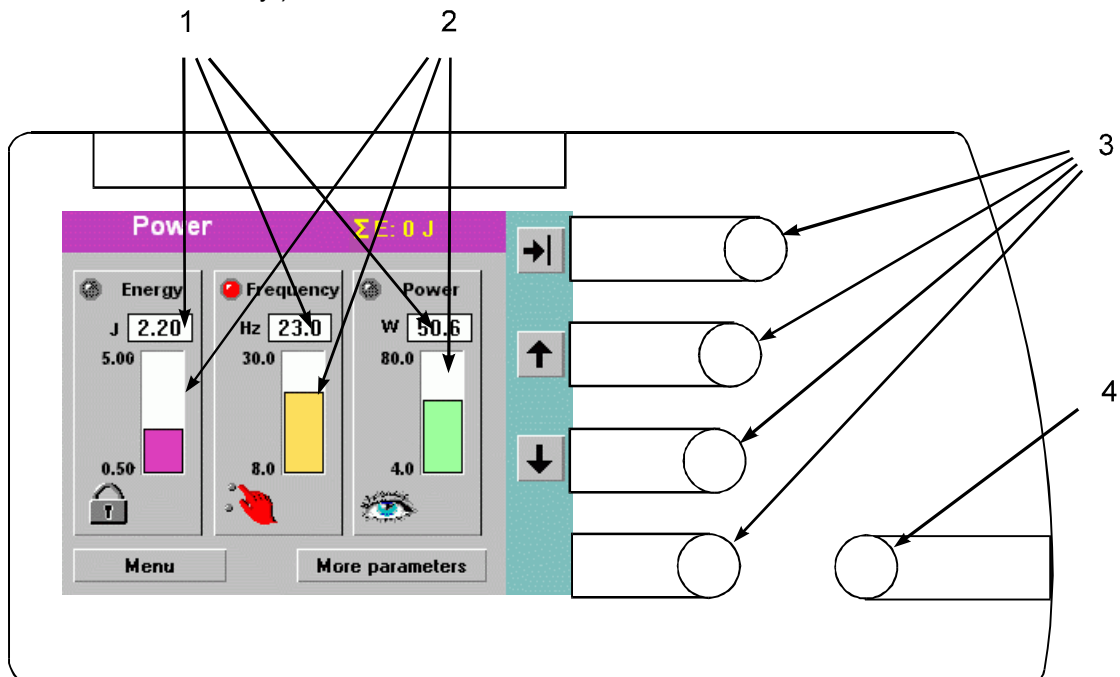 1 2
3
4
Power Σ E: 0 J
Energy Frequency Power
J 2.20 Hz 23.0 W 50.6
5.00 30.0 80.0
0.50 8.0 4.0
Menu More parameters